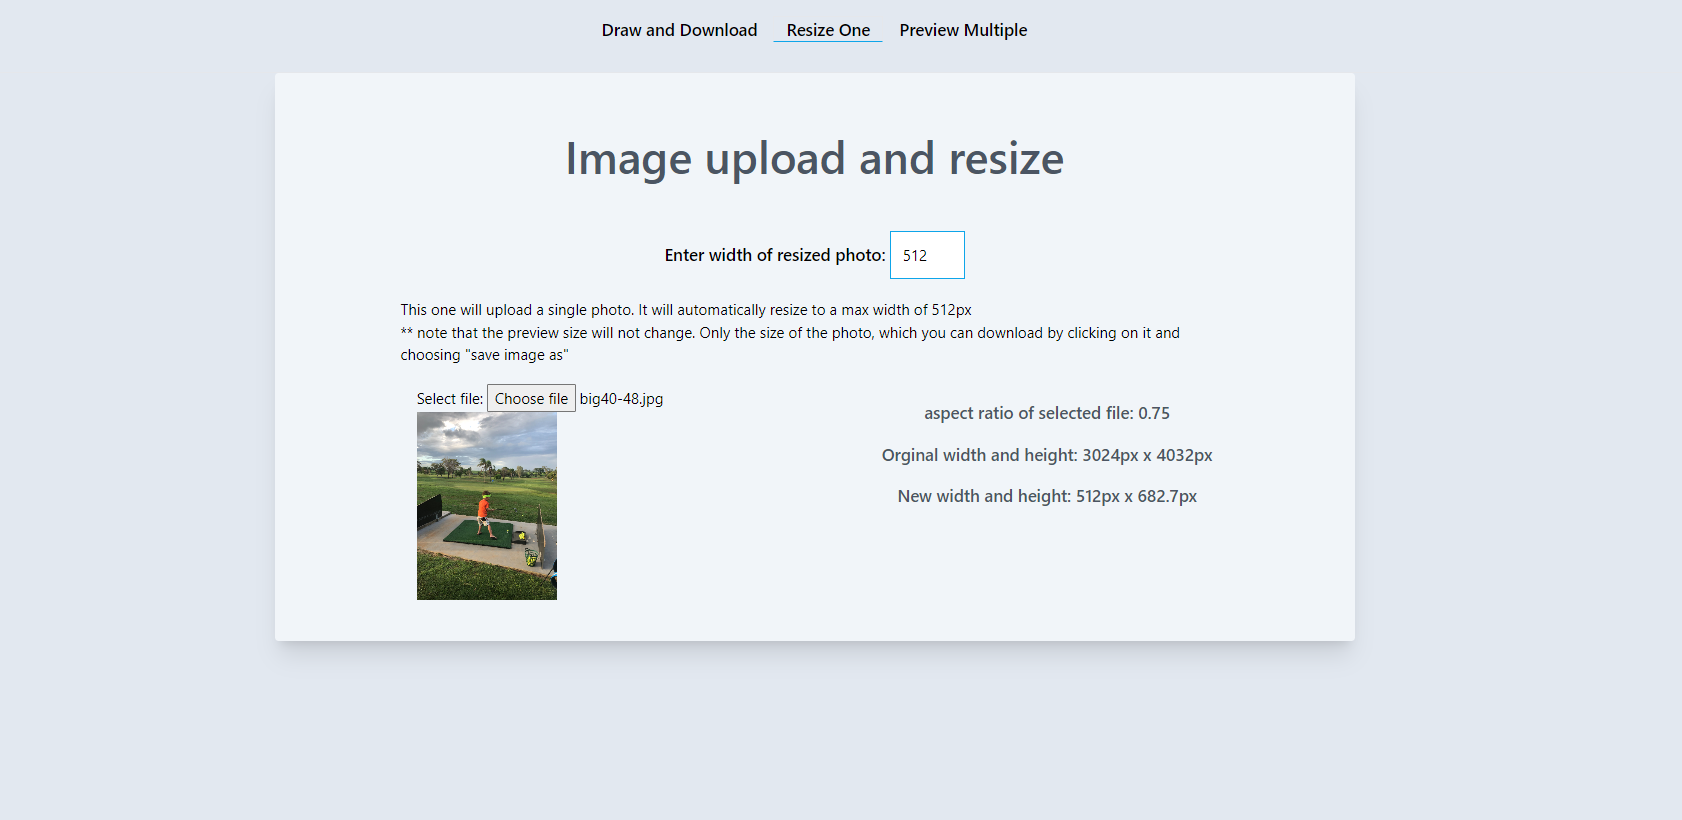 Draw and Download Resize One Preview Multiple
Image upload and resize
Enter width of resized photo: 512
This one will upload a single photo. It will automatically resize to a max width of 512px
** note that the preview size will not change. Only the size of the photo, which you can download by clicking on it and
choosing "save image as"
Select file: Choose file big40-48.jpg
aspect ratio of selected file: 0.75
Orginal width and height: 3024px x 4032px
New width and height: 512px x 682.7px